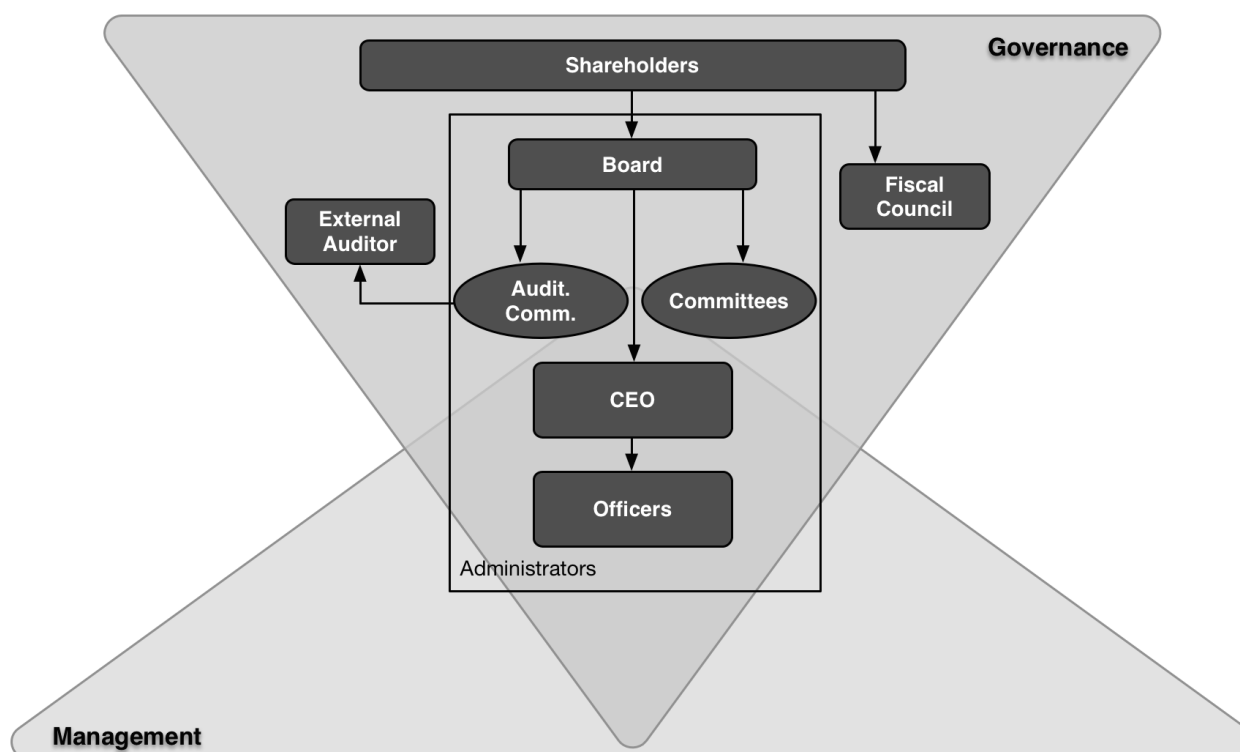 Governance
Shareholders
Board
Fiscal
Council
External
Auditor
Audit.
Comm.
Committees
CEO
Officers
Administrators
Management